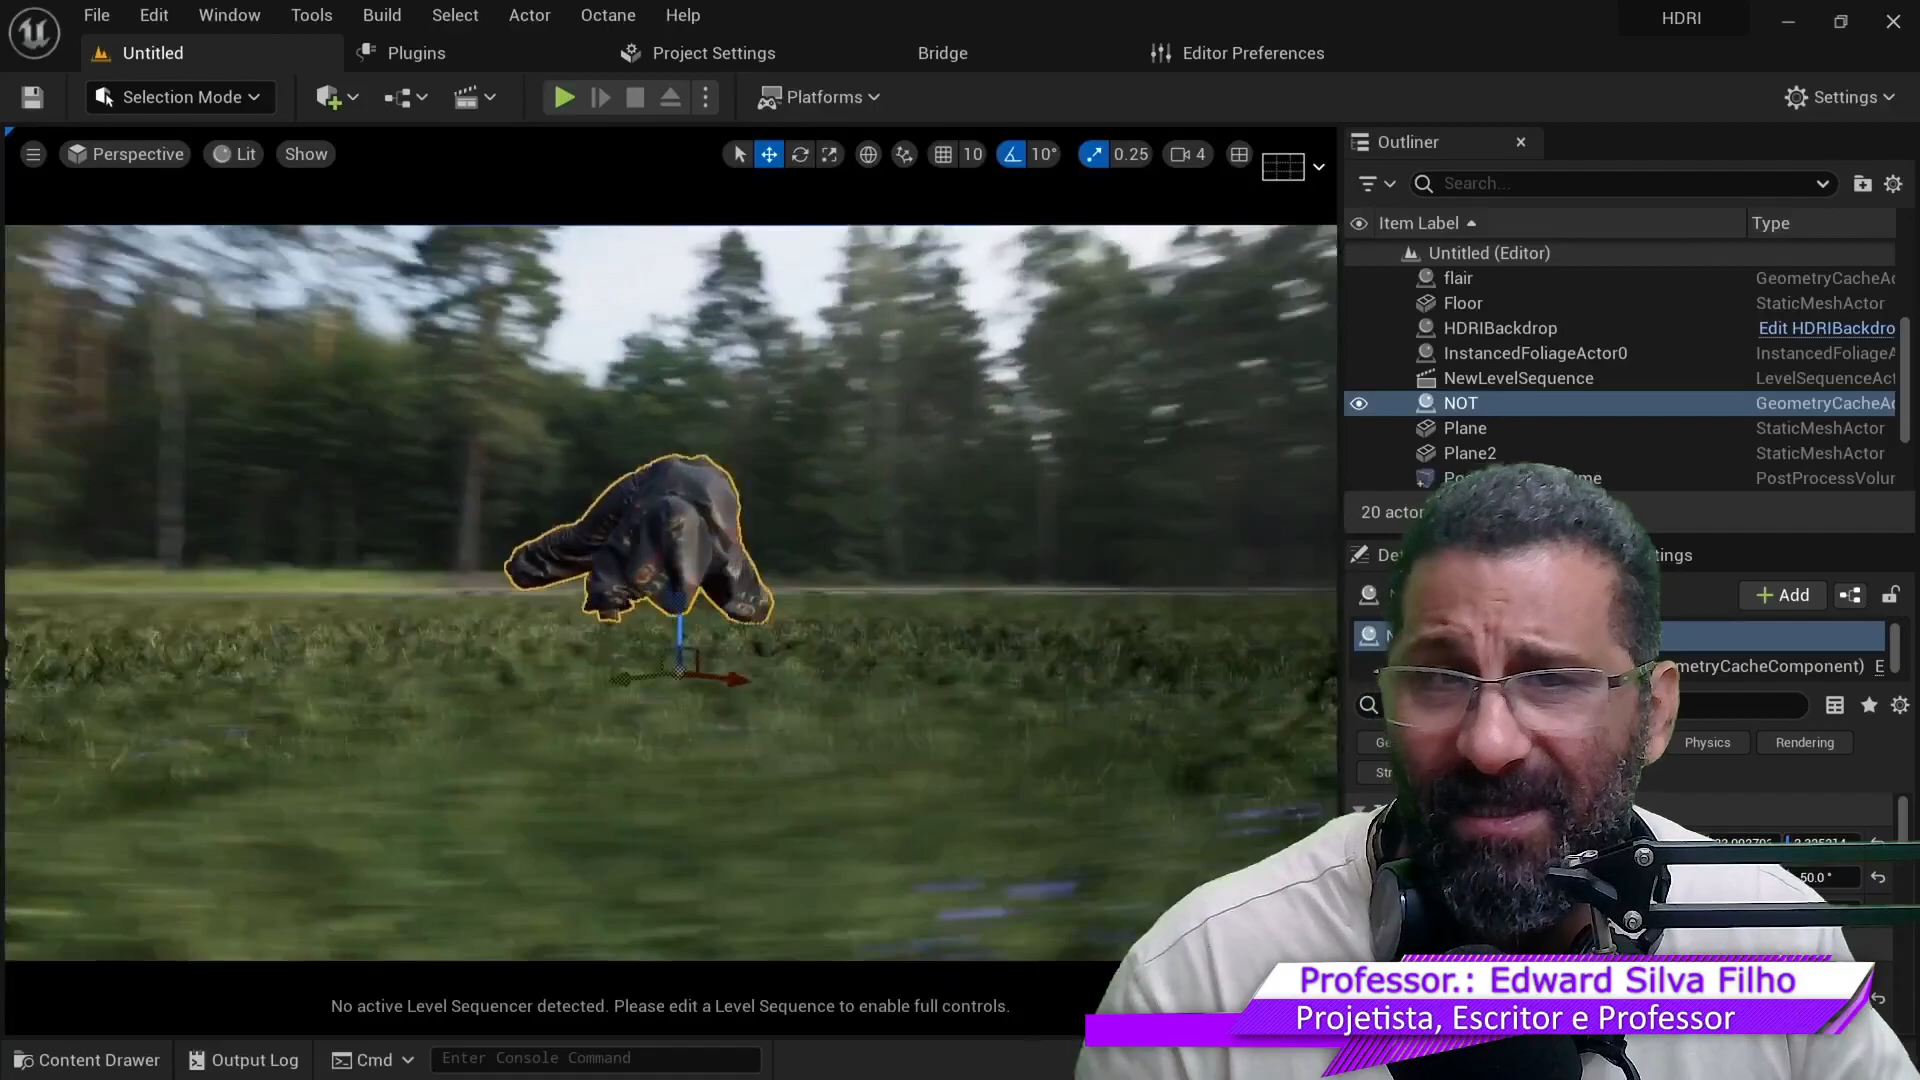 File Edit Window Tools Build Select Actor Octane Help
HDRI
Untitled
Plugins
Project Settings
Bridge
Editor Preferences
Selection Mode
Platforms
Settings
Perspective
Lit
Show
10
10°
0.25
4
Outliner
Search...
Item Label
Type
Untitled (Editor)
flair GeometryCacheAc
Floor StaticMeshActor
HDRIBackdrop Edit HDRIBackdro
InstancedFoliageActor0 InstancedFoliageA
NewLevelSequence LevelSequenceAct
NOT GeometryCacheAc
Plane StaticMeshActor
Plane2 StaticMeshActor
PostProcessVolur
20 actor
tings
Add
metryCacheComponent) E
Physics
Rendering
50.0°
Professor.: Edward Silva Filho
Projetista, Escritor e Professor
No active Level Sequencer detected. Please edit a Level Sequence to enable full controls.
Content Drawer
Output Log
Cmd
Enter Console Command